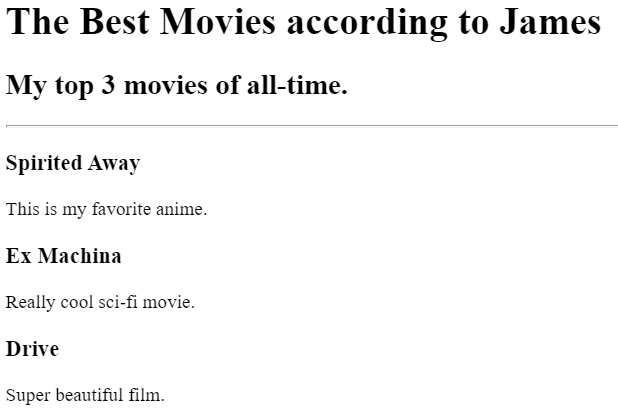 The Best Movies according to James
My top 3 movies of all-time.
Spirited Away
This is my favorite anime.
Ex Machina
Really cool sci-fi movie.
Drive
Super beautiful film.